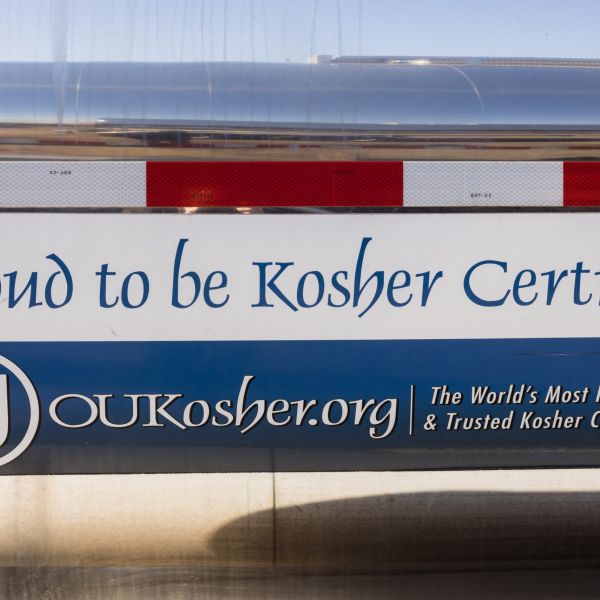 oud to be Kosher Cert
U OUKosher.org
The World's Most
& Trusted Kosher C